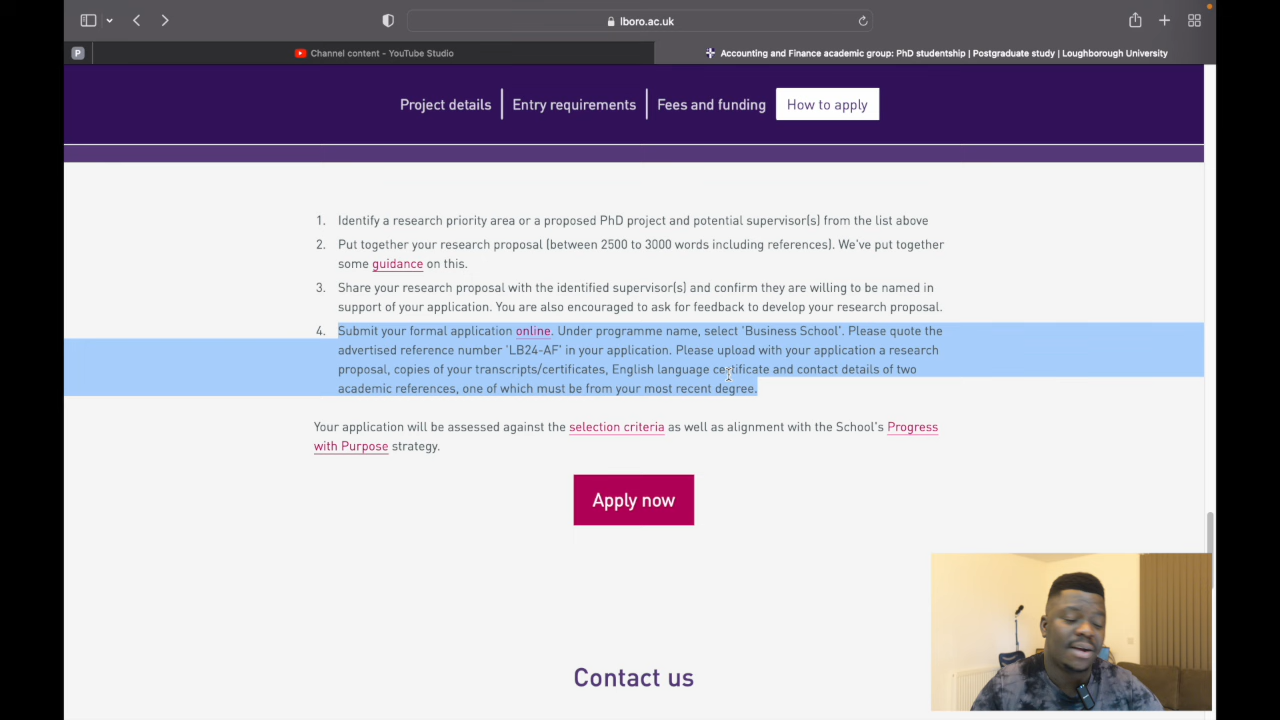 lboro.ac.uk
P
Channel content - YouTube Studio
Accounting and Finance academic group: PhD studentship | Postgraduate study | Loughborough University
Project details
Entry requirements
Fees and funding
How to apply
1. Identify a research priority area or a proposed PhD project and potential supervisor(s) from the list above
2. Put together your research proposal (between 2500 to 3000 words including references). We've put together
some guidance on this.
3. Share your research proposal with the identified supervisor(s) and confirm they are willing to be named in
support of your application. You are also encouraged to ask for feedback to develop your research proposal.
4. Submit your formal application online. Under programme name, select 'Business School'. Please quote the
advertised reference number 'LB24-AF' in your application. Please upload with your application a research
proposal, copies of your transcripts/certificates, English language certificate and contact details of two
academic references, one of which must be from your most recent degree.
Your application will be assessed against the selection criteria as well as alignment with the School's Progress
with Purpose strategy.
Apply now
Contact us